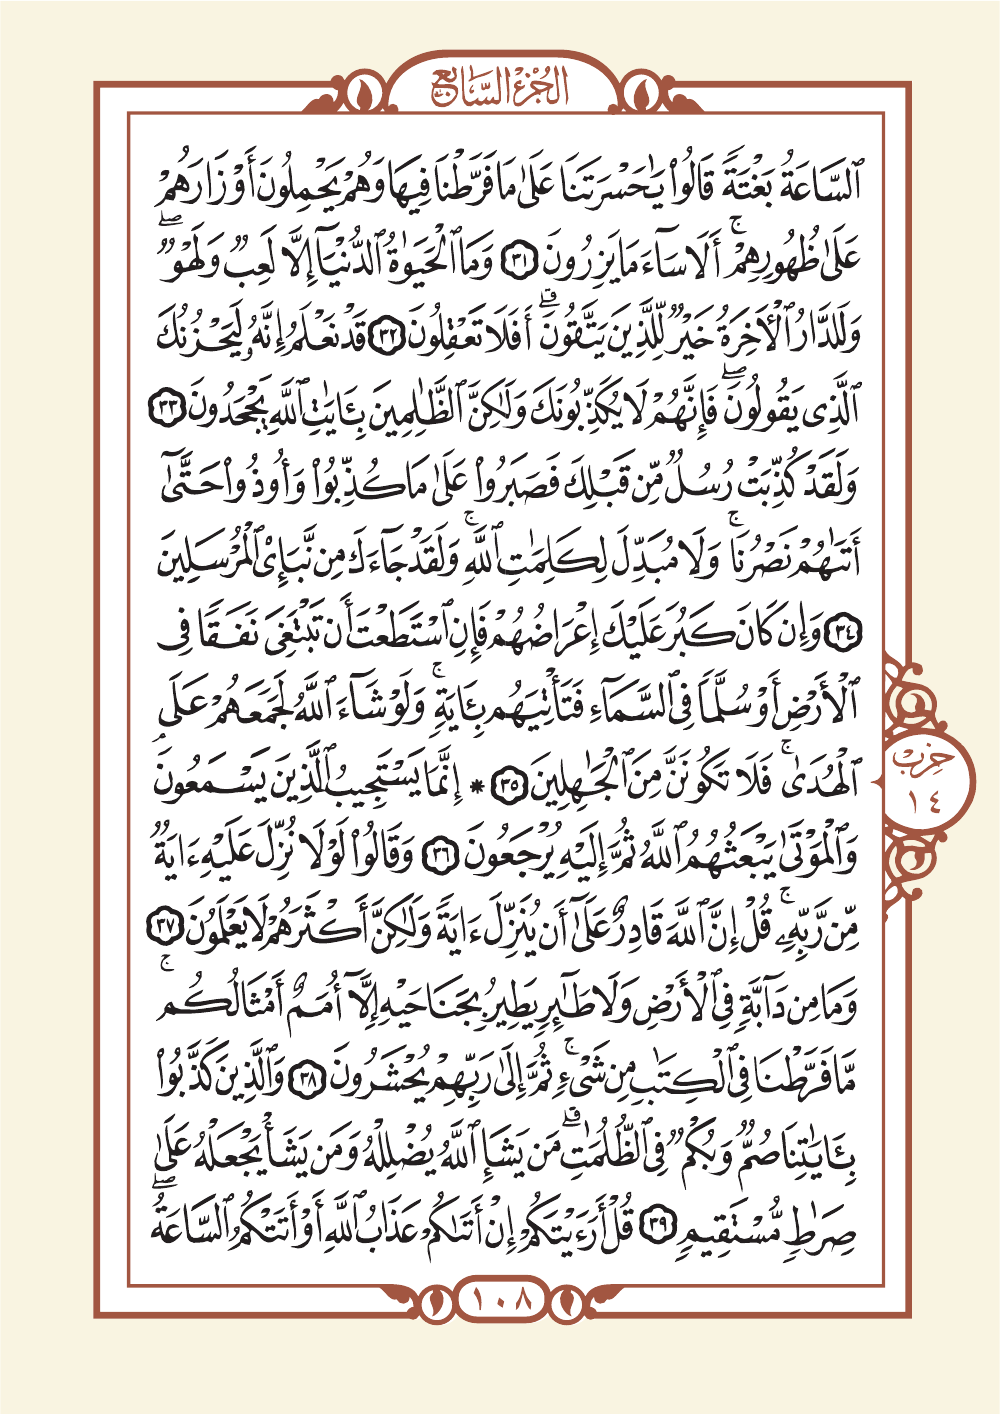 الجُزْءُ السَّابِعُ
ٱلسَّاعَةُ بَغْتَةً قَالُوا۟ يَـٰحَسْرَتَنَا عَلَىٰ مَا فَرَّطْنَا فِيهَا وَهُمْ يَحْمِلُونَ أَوْزَارَهُمْ
عَلَىٰ ظُهُورِهِمْ ۚ أَلَا سَآءَ مَا يَزِرُونَ ٣١ وَمَا ٱلْحَيَوٰةُ ٱلدُّنْيَآ إِلَّا لَعِبٌ وَلَهْوٌ ۖ
وَلَلدَّارُ ٱلْأَخِرَةُ خَيْرٌ لِّلَّذِينَ يَتَّقُونَ ۗ أَفَلَا تَعْقِلُونَ ٣٢ قَدْ نَعْلَمُ إِنَّهُۥ لَيَحْزُنُكَ
ٱلَّذِى يَقُولُونَ ۖ فَإِنَّهُمْ لَا يُكَذِّبُونَكَ وَلَـٰكِنَّ ٱلظَّـٰلِمِينَ بِـَٔايَـٰتِ ٱللَّهِ يَجْحَدُونَ ٣٣
وَلَقَدْ كُذِّبَتْ رُسُلٌ مِّن قَبْلِكَ فَصَبَرُوا۟ عَلَىٰ مَا كُذِّبُوا۟ وَأُوذُوا۟ حَتَّىٰٓ
أَتَىٰهُمْ نَصْرُنَا ۚ وَلَا مُبَدِّلَ لِكَلِمَـٰتِ ٱللَّهِ ۚ وَلَقَدْ جَآءَكَ مِن نَّبَإِى۟ ٱلْمُرْسَلِينَ
٣٤ وَإِن كَانَ كَبُرَ عَلَيْكَ إِعْرَاضُهُمْ فَإِنِ ٱسْتَطَعْتَ أَن تَبْتَغِىَ نَفَقًا فِى
ٱلْأَرْضِ أَوْ سُلَّمًا فِى ٱلسَّمَآءِ فَتَأْتِيَهُم بِـَٔايَةٍ ۚ وَلَوْ شَآءَ ٱللَّهُ لَجَمَعَهُمْ عَلَى
ٱلْهُدَىٰ ۚ فَلَا تَكُونَنَّ مِنَ ٱلْجَـٰهِلِينَ ٣٥ * إِنَّمَا يَسْتَجِيبُ ٱلَّذِينَ يَسْمَعُونَ
وَٱلْمَوْتَىٰ يَبْعَثُهُمُ ٱللَّهُ ثُمَّ إِلَيْهِ يُرْجَعُونَ ٣٦ وَقَالُوا۟ لَوْلَا نُزِّلَ عَلَيْهِ ءَايَةٌ
مِّن رَّبِّهِۦ ۚ قُلْ إِنَّ ٱللَّهَ قَادِرٌ عَلَىٰٓ أَن يُنَزِّلَ ءَايَةً وَلَـٰكِنَّ أَكْثَرَهُمْ لَا يَعْلَمُونَ ٣٧
وَمَا مِن دَآبَّةٍ فِى ٱلْأَرْضِ وَلَا طَـٰٓئِرٍ يَطِيرُ بِجَنَاحَيْهِ إِلَّآ أُمَمٌ أَمْثَالُكُم ۚ
مَّا فَرَّطْنَا فِى ٱلْكِتَـٰبِ مِن شَىْءٍ ۚ ثُمَّ إِلَىٰ رَبِّهِمْ يُحْشَرُونَ ٣٨ وَٱلَّذِينَ كَذَّبُوا۟
بِـَٔايَـٰتِنَا صُمٌّ وَبُكْمٌ فِى ٱلظُّلُمَـٰتِ ۗ مَن يَشَإِ ٱللَّهُ يُضْلِلْهُ وَمَن يَشَأْ يَجْعَلْهُ عَلَىٰ
صِرَٰطٍ مُّسْتَقِيمٍ ٣٩ قُلْ أَرَءَيْتَكُمْ إِنْ أَتَىٰكُمْ عَذَابُ ٱللَّهِ أَوْ أَتَتْكُمُ ٱلسَّاعَةُ ۖ
حِزْب
١٤
١٠٨